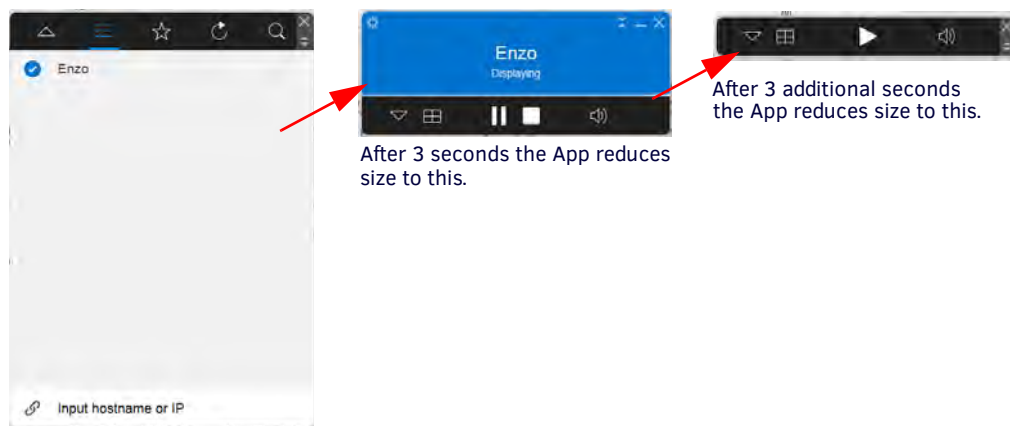 Enzo
Input hostname or IP
Enzo
Displaying
After 3 seconds the App reduces
size to this.
After 3 additional seconds
the App reduces size to this.